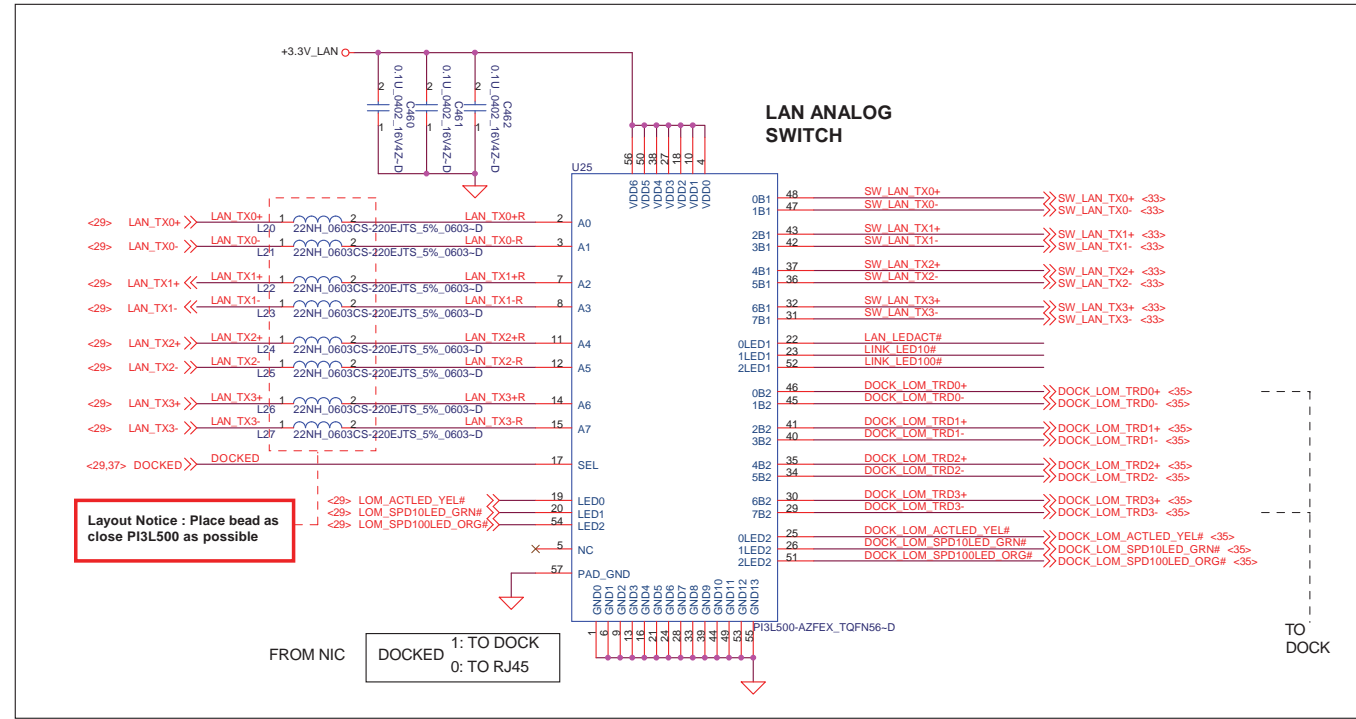 +3.3V_LAN
2
2
2
0.1U_0402_16V4Z~D
C460
0.1U_0402_16V4Z~D
C461
0.1U_0402_16V4Z~D
C462
1
1
1
LAN ANALOG
SWITCH
U25
56
50
38
27
18
10
4
VDD6
VDD5
VDD4
VDD3
VDD2
VDD1
VDD0
<29> LAN_TX0+ LAN_TX0+ 1 2 LAN_TX0+R 2 A0
L20 22NH_0603CS-220EJTS_5%_0603~D
<29> LAN_TX0- LAN_TX0- 1 2 LAN_TX0-R 3 A1
L21 22NH_0603CS-220EJTS_5%_0603~D
<29> LAN_TX1+ LAN_TX1+ 1 2 LAN_TX1+R 7 A2
L22 22NH_0603CS-220EJTS_5%_0603~D
<29> LAN_TX1- LAN_TX1- 1 2 LAN_TX1-R 8 A3
L23 22NH_0603CS-220EJTS_5%_0603~D
<29> LAN_TX2+ LAN_TX2+ 1 2 LAN_TX2+R 11 A4
L24 22NH_0603CS-220EJTS_5%_0603~D
<29> LAN_TX2- LAN_TX2- 1 2 LAN_TX2-R 12 A5
L25 22NH_0603CS-220EJTS_5%_0603~D
<29> LAN_TX3+ LAN_TX3+ 1 2 LAN_TX3+R 14 A6
L26 22NH_0603CS-220EJTS_5%_0603~D
<29> LAN_TX3- LAN_TX3- 1 2 LAN_TX3-R 15 A7
L27 22NH_0603CS-220EJTS_5%_0603~D
<29,37> DOCKED DOCKED 17 SEL
<29> LOM_ACTLED_YEL# 19 LED0
<29> LOM_SPD10LED_GRN# 20 LED1
<29> LOM_SPD100LED_ORG# 54 LED2
5 NC
57 PAD_GND
Layout Notice : Place bead as
close PI3L500 as possible
0B1 48 SW_LAN_TX0+ SW_LAN_TX0+ <33>
1B1 47 SW_LAN_TX0- SW_LAN_TX0- <33>
2B1 43 SW_LAN_TX1+ SW_LAN_TX1+ <33>
3B1 42 SW_LAN_TX1- SW_LAN_TX1- <33>
4B1 37 SW_LAN_TX2+ SW_LAN_TX2+ <33>
5B1 36 SW_LAN_TX2- SW_LAN_TX2- <33>
6B1 32 SW_LAN_TX3+ SW_LAN_TX3+ <33>
7B1 31 SW_LAN_TX3- SW_LAN_TX3- <33>
0LED1 22 LAN_LEDACT#
1LED1 23 LINK_LED10#
2LED1 52 LINK_LED100#
0B2 46 DOCK_LOM_TRD0+ DOCK_LOM_TRD0+ <35>
1B2 45 DOCK_LOM_TRD0- DOCK_LOM_TRD0- <35>
2B2 41 DOCK_LOM_TRD1+ DOCK_LOM_TRD1+ <35>
3B2 40 DOCK_LOM_TRD1- DOCK_LOM_TRD1- <35>
4B2 35 DOCK_LOM_TRD2+ DOCK_LOM_TRD2+ <35>
5B2 34 DOCK_LOM_TRD2- DOCK_LOM_TRD2- <35>
6B2 30 DOCK_LOM_TRD3+ DOCK_LOM_TRD3+ <35>
7B2 29 DOCK_LOM_TRD3- DOCK_LOM_TRD3- <35>
0LED2 25 DOCK_LOM_ACTLED_YEL# DOCK_LOM_ACTLED_YEL# <35>
1LED2 26 DOCK_LOM_SPD10LED_GRN# DOCK_LOM_SPD10LED_GRN# <35>
2LED2 51 DOCK_LOM_SPD100LED_ORG# DOCK_LOM_SPD100LED_ORG# <35>
GND0
GND1
GND2
GND3
GND4
GND5
GND6
GND7
GND8
GND9
GND10
GND11
GND12
GND13
1
6
9
13
16
21
24
28
33
39
44
49
53
55
PI3L500-AZFEX_TQFN56~D
TO
DOCK
FROM NIC
DOCKED
1: TO DOCK
0: TO RJ45